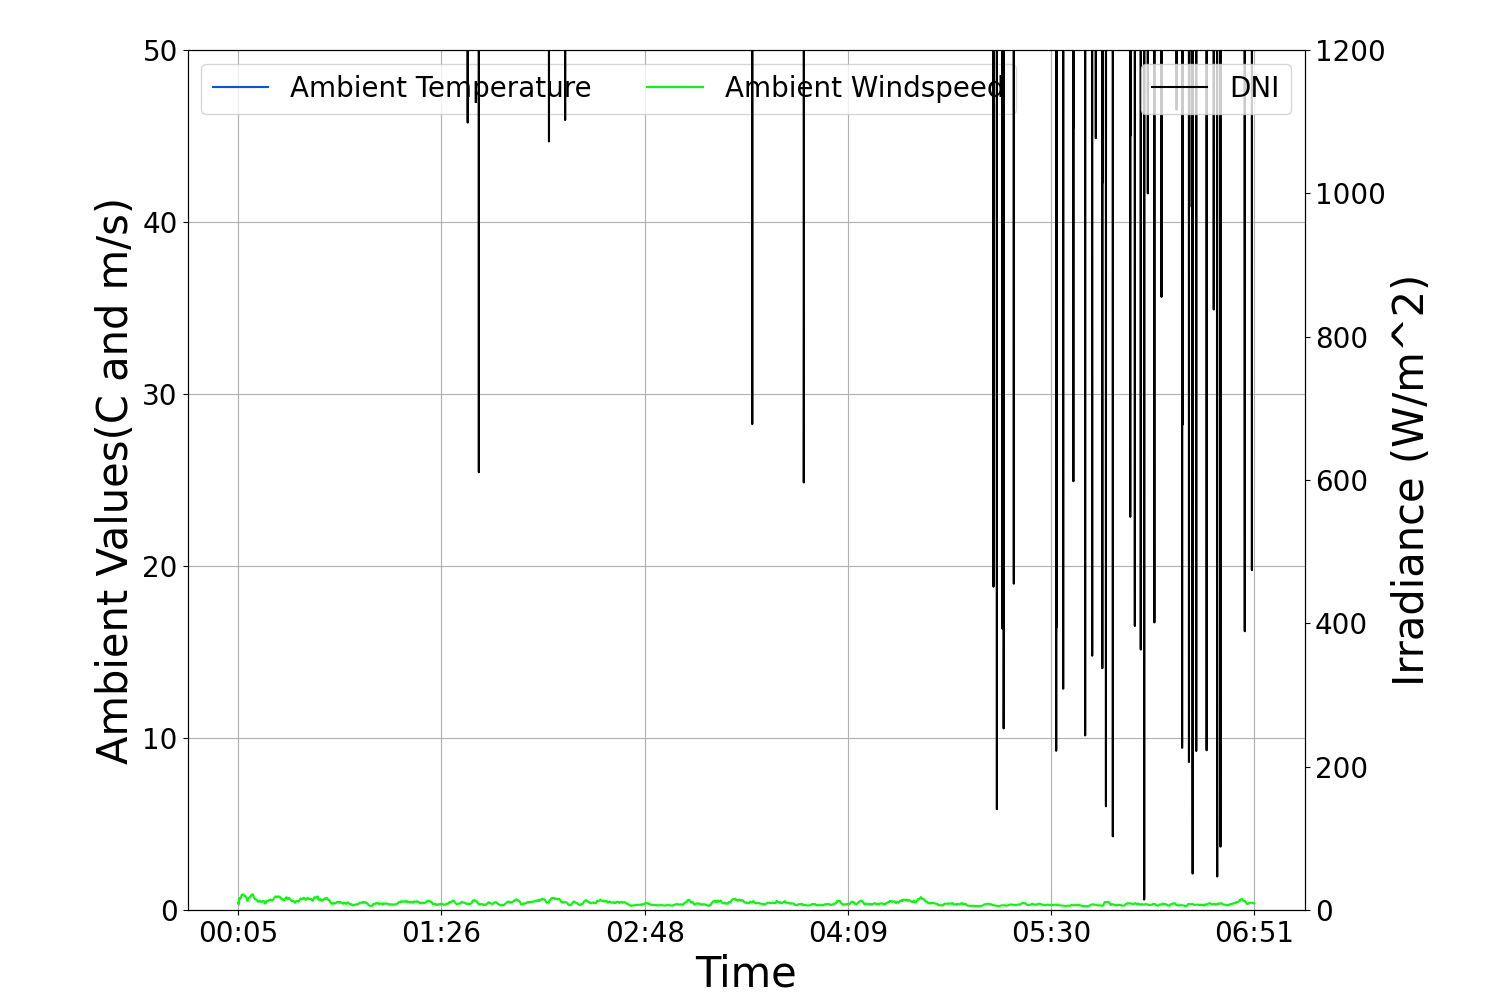 Ambient Temperature
Ambient Windspeed
DNI
Ambient Values(C and m/s)
50
40
30
20
10
0
1200
1000
800
600
400
200
0
Irradiance (W/m^2)
00:05 01:26 02:48 04:09 05:30 06:51
Time